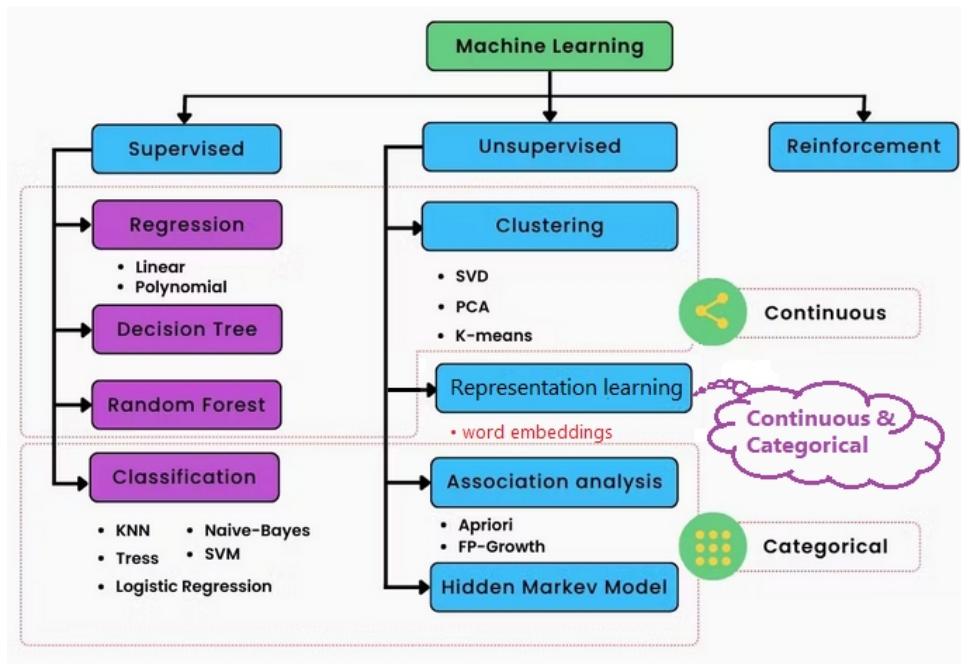 Machine Learning
Supervised
Unsupervised
Reinforcement
Regression
• Linear
• Polynomial
Decision Tree
Random Forest
Classification
• KNN • Naive-Bayes
• Tress • SVM
• Logistic Regression
Clustering
• SVD
• PCA
• K-means
Representation learning
• word embeddings
Association analysis
• Apriori
• FP-Growth
Hidden Markev Model
Continuous
Continuous &
Categorical
Categorical